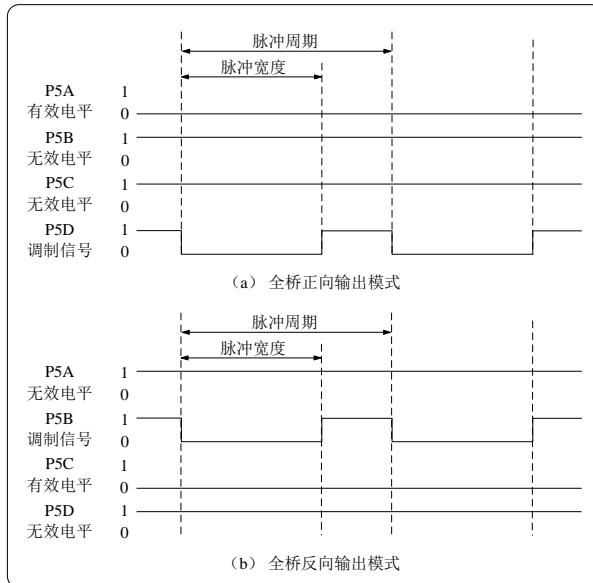 脉冲周期
脉冲宽度
P5A 1
有效电平 0
P5B 1
无效电平 0
P5C 1
无效电平 0
P5D 1
调制信号 0
(a) 全桥正向输出模式
脉冲周期
脉冲宽度
P5A 1
无效电平 0
P5B 1
调制信号 0
P5C 1
有效电平 0
P5D 1
无效电平 0
(b) 全桥反向输出模式